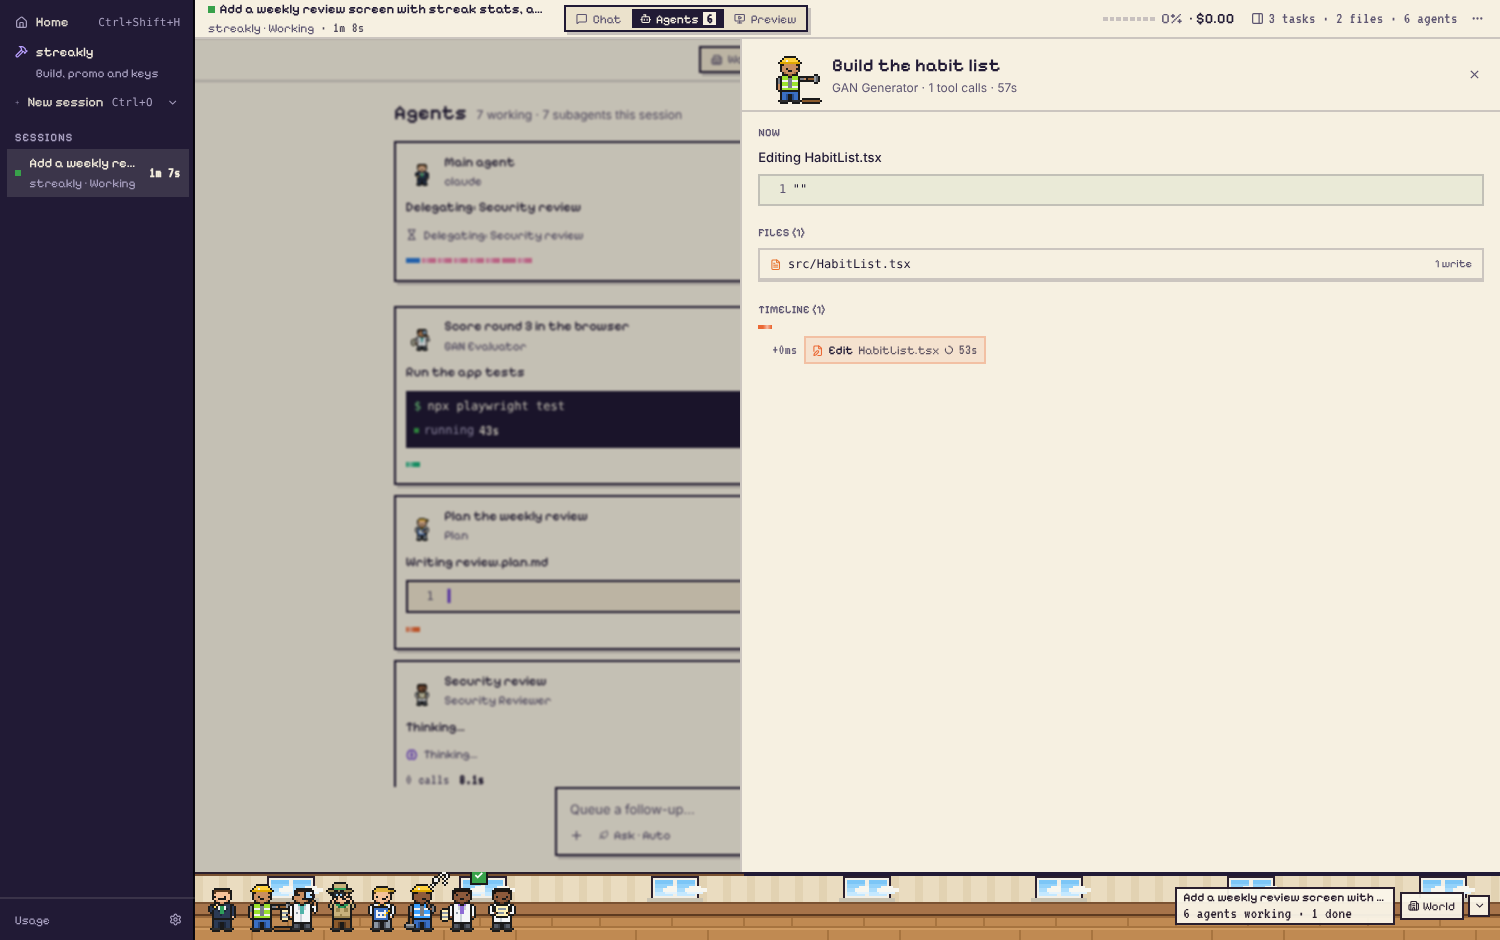 Home Ctrl+Shift+H
streakly
Build, promo and keys
New session Ctrl+O
SESSIONS
Add a weekly re... 1m 7s
streakly · Working
Usage
Add a weekly review screen with streak stats, a...
streakly · Working · 1m 8s
Chat Agents 6 Preview
0% · $0.00 3 tasks · 2 files · 6 agents
Agents 7 working · 7 subagents this session
Main agent
claude
Delegating: Security review
Delegating: Security review
Score round 3 in the browser
GAN Evaluator
Run the app tests
$ npx playwright test
running 43s
Plan the weekly review
Plan
Writing review.plan.md
1
Security review
Security Reviewer
Thinking...
Thinking...
0 calls 8.1s
Queue a follow-up...
Ask · Auto
Build the habit list
GAN Generator · 1 tool calls · 57s
NOW
Editing HabitList.tsx
1 ""
FILES (1)
src/HabitList.tsx 1 write
TIMELINE (1)
+0ms Edit HabitList.tsx 53s
Add a weekly review screen with ...
6 agents working · 1 done
World